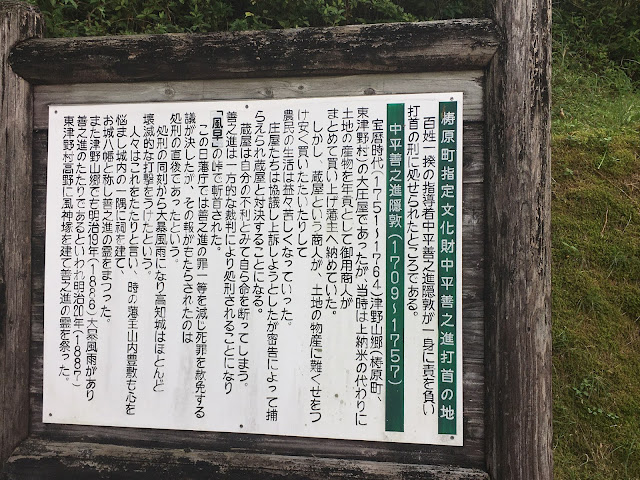 梼原町指定文化財中平善之進打首の地
百姓一揆の指導者中平善之進隠敦が一身に責を負い
打首の刑に処せられたところである。
中平善之進隠敦(1709~1757)
宝暦時代(1751~1764)津野山郷(梼原町、
東津野村)の大庄屋であったが、当時は上納米の代わりに
土地の産物を年貢として御用商人が
まとめて買い上げ藩主へ納めていた。
しかし、蔵屋という商人が、土地の物産に難くせをつ
け安く買いたたいたりして
農民の生活は益々苦しくなっていった。
庄屋たちは協議し上訴しようとしたが密告によって捕
らえられ蔵屋と対決することになる。
蔵屋は自分の不利とみて自ら命を断ってしまう。
善之進は一方的な裁判により処刑されることになり
「風早」の峠で斬首された。
この日藩庁では善之進の罪一等を減じ死罪を赦免する
議が決したが、その報がもたらされたのは
処刑の直後であったという。
処刑の同刻から大暴風雨になり高知城はほとんど
壊滅的な打撃をうけたという。
人々はこれをたたりと言い、時の藩主山内豊敷も心を
悩まし城内の一隅に祠を建て
お城八幡と称し善之進の霊をまつった。
また津野山郷でも明治19年(1886)大暴風雨があり
善之進のたたりであるといわれ明治20年(1887)
東津野村高野に風神塚を建て善之進の霊を祭った。